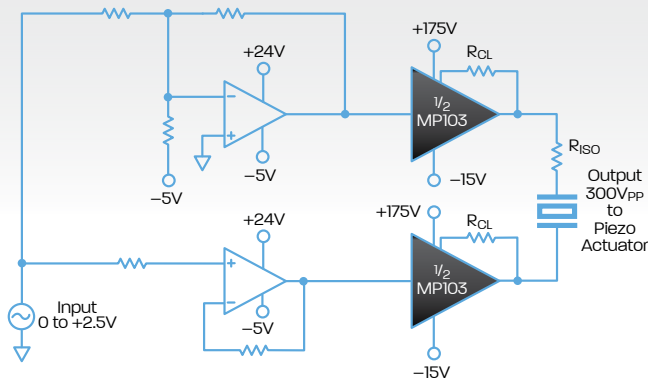 +24V
−
+
−5V
−5V
+175V
RCL
1/2
MP103
−15V
RISO
Output
300VPP
to
Piezo
Actuator
+24V
+
−
−5V
+175V
RCL
1/2
MP103
−15V
Input
0 to +2.5V